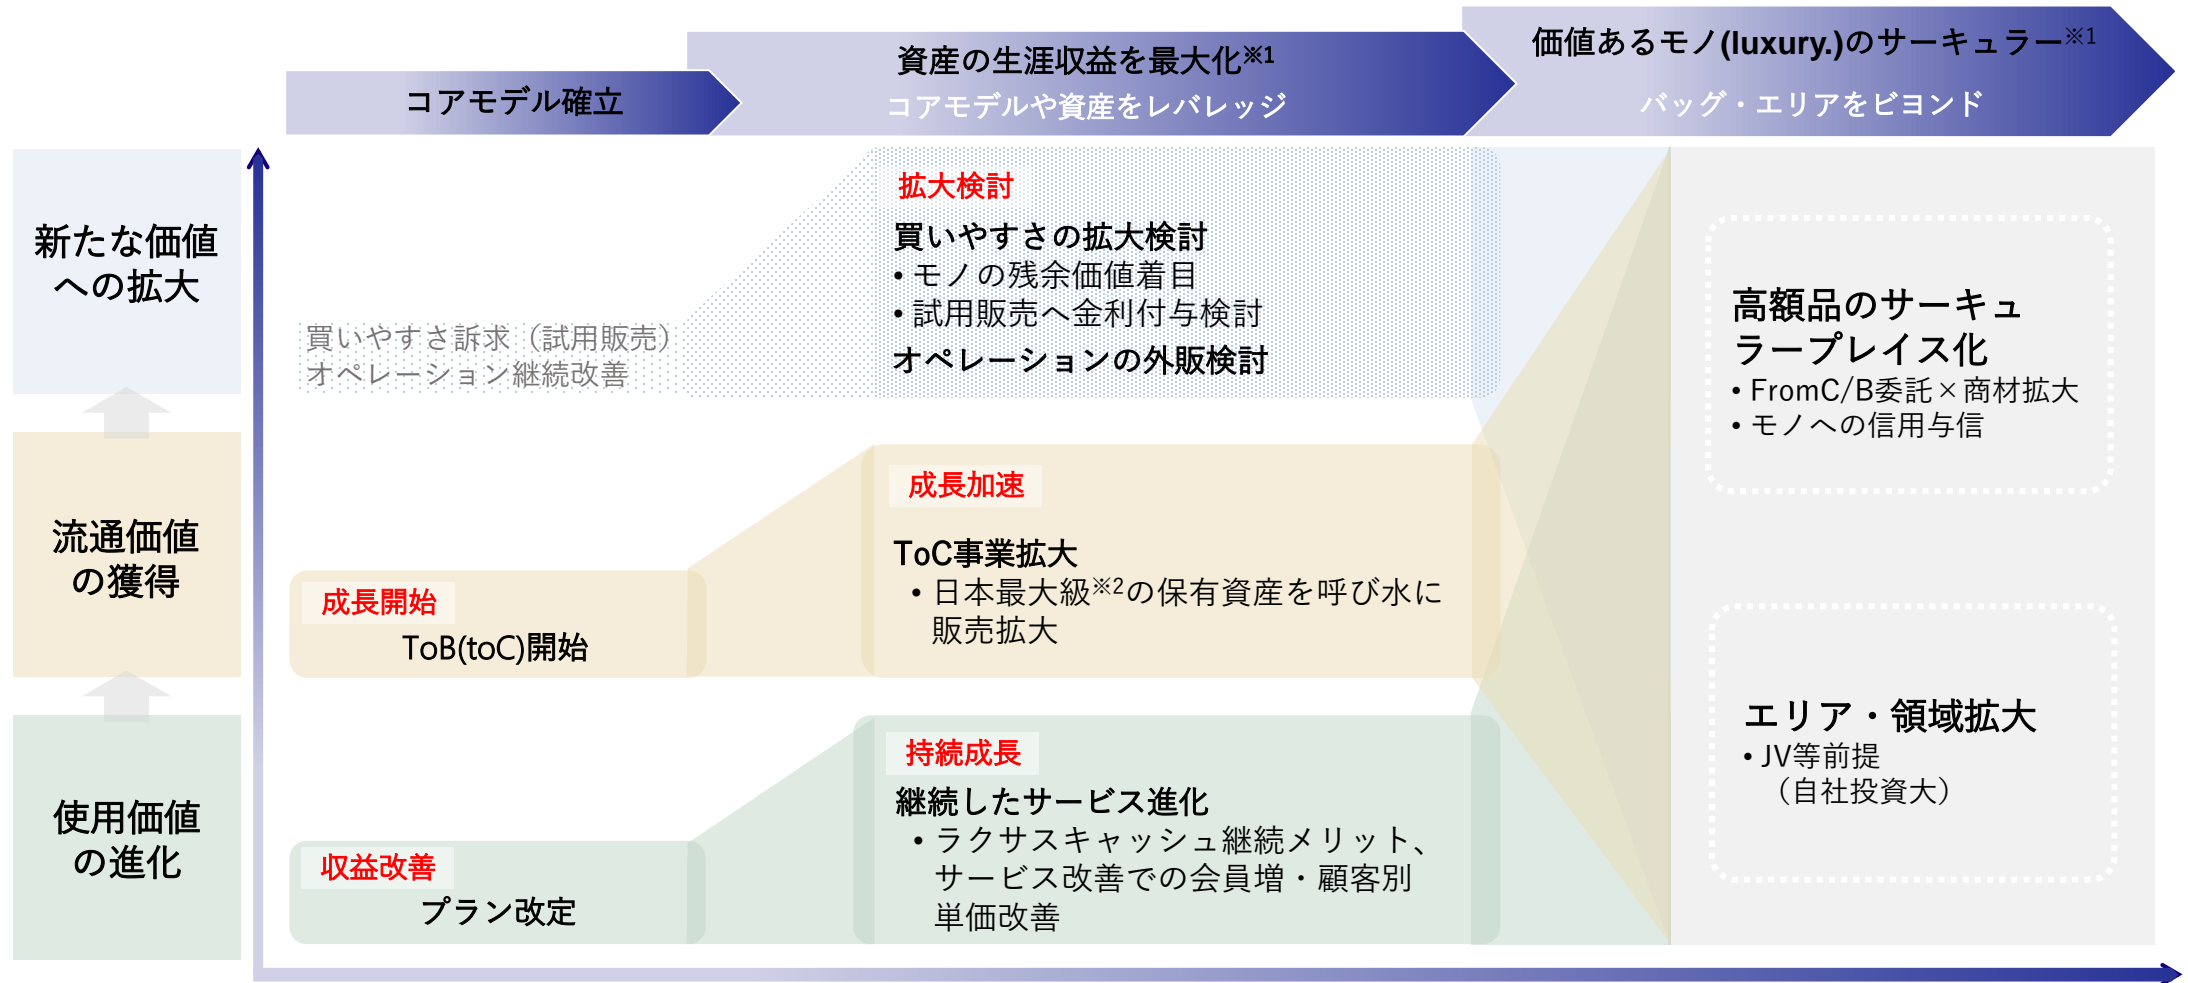 コアモデル確立
資産の生涯収益を最大化※1
コアモデルや資産をレバレッジ
価値あるモノ(luxury.)のサーキュラー※1
バッグ・エリアをビヨンド
新たな価値
への拡大
買いやすさ訴求（試用販売）
オペレーション継続改善
拡大検討
買いやすさの拡大検討
• モノの残余価値着目
• 試用販売へ金利付与検討
オペレーションの外販検討
流通価値
の獲得
成長開始
ToB(toC)開始
成長加速
ToC事業拡大
• 日本最大級※2の保有資産を呼び水に
販売拡大
使用価値
の進化
収益改善
プラン改定
持続成長
継続したサービス進化
• ラクサスキャッシュ継続メリット、
サービス改善での会員増・顧客別
単価改善
高額品のサーキュ
ラープレイス化
• FromC/B委託×商材拡大
• モノへの信用与信
エリア・領域拡大
• JV等前提
（自社投資大）